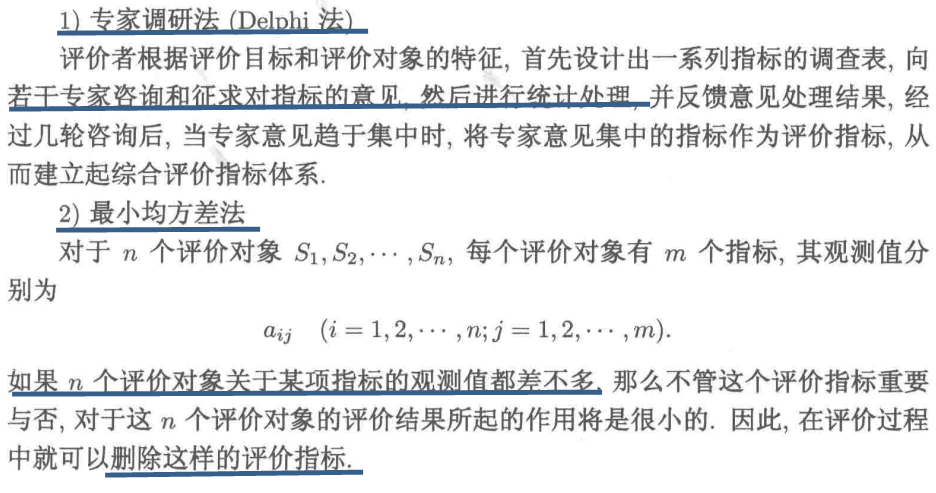 1) 专家调研法 (Delphi 法)
评价者根据评价目标和评价对象的特征, 首先设计出一系列指标的调查表, 向
若干专家咨询和征求对指标的意见, 然后进行统计处理, 并反馈意见处理结果, 经
过几轮咨询后, 当专家意见趋于集中时, 将专家意见集中的指标作为评价指标, 从
而建立起综合评价指标体系.
2) 最小均方差法
对于 n 个评价对象 S₁, S₂, ⋯ , Sₙ, 每个评价对象有 m 个指标, 其观测值分
别为
aᵢⱼ (i = 1, 2, ⋯ , n; j = 1, 2, ⋯ , m).
如果 n 个评价对象关于某项指标的观测值都差不多, 那么不管这个评价指标重要
与否, 对于这 n 个评价对象的评价结果所起的作用将是很小的. 因此, 在评价过程
中就可以删除这样的评价指标.